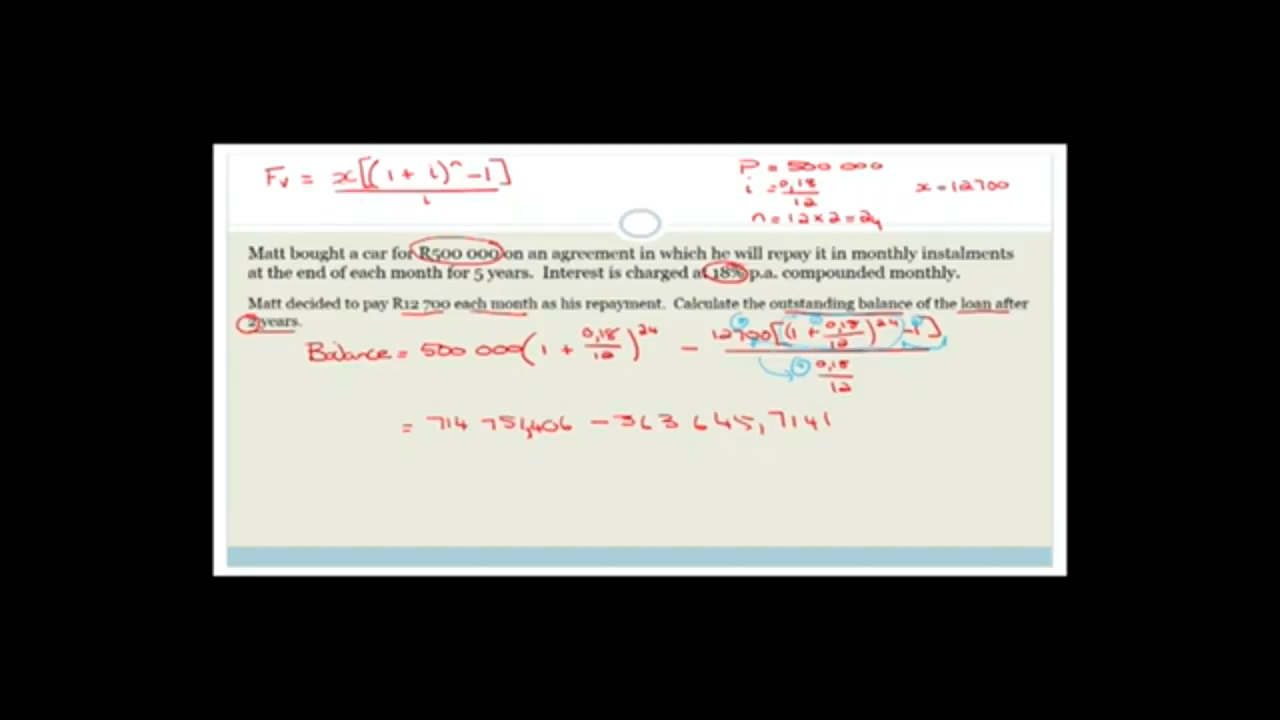 Fv = x[(1 + i)^n - 1] / i
P = 500 000
i = 0,18/12
x = 12700
n = 12 x 2 = 24
Matt bought a car for R500 000 on an agreement in which he will repay it in monthly instalments
at the end of each month for 5 years. Interest is charged at 18% p.a. compounded monthly.
Matt decided to pay R12 700 each month as his repayment. Calculate the outstanding balance of the loan after
2 years.
Balance = 500 000(1 + 0,18/12)^24 - 12700[(1 + 0,18/12)^24 - 1] / 0,18/12
= 714 751,406 - 363 645,7141